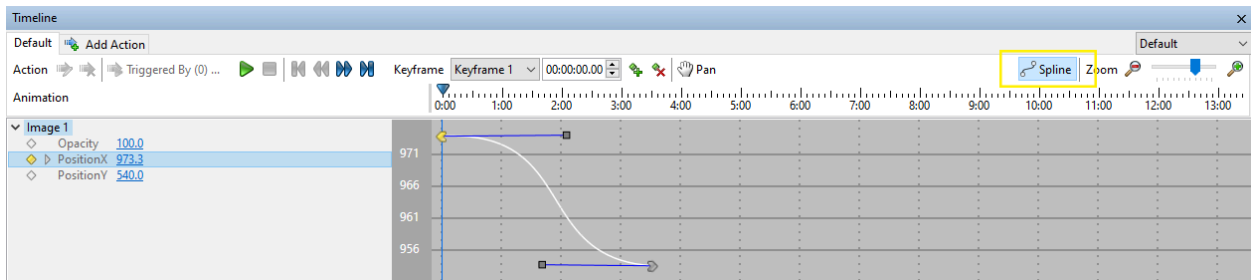 Timeline
Default Add Action Default
Action Triggered By (0) ... Keyframe Keyframe 1 00:00:00.00 Pan Spline Zoom
Animation 0:00 1:00 2:00 3:00 4:00 5:00 6:00 7:00 8:00 9:00 10:00 11:00 12:00 13:00
Image 1
Opacity 100.0
PositionX 973.3
PositionY 540.0
971
966
961
956